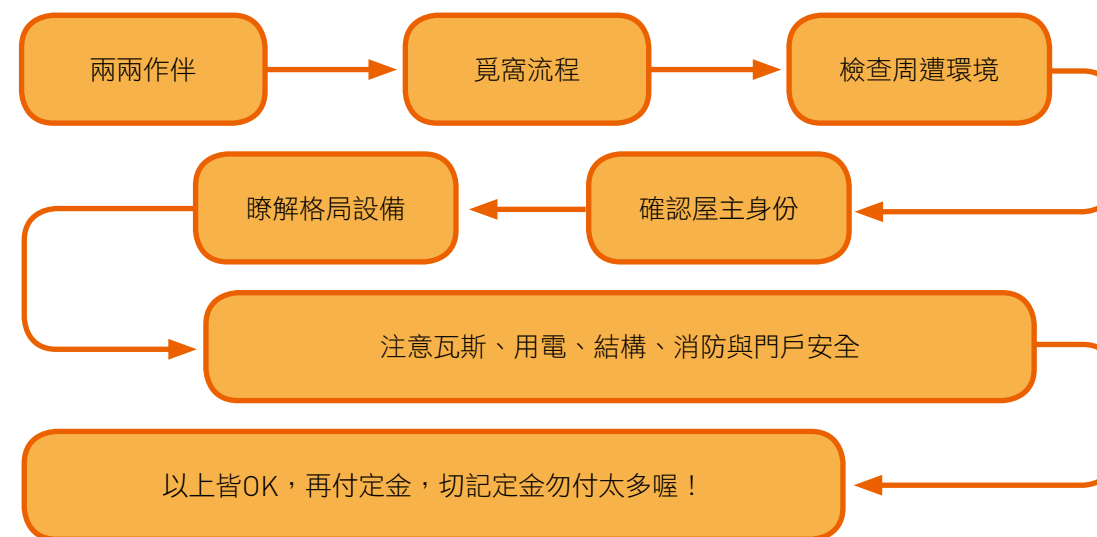 兩兩作伴
覓窩流程
檢查周遭環境
確認屋主身份
瞭解格局設備
注意瓦斯、用電、結構、消防與門戶安全
以上皆OK，再付定金，切記定金勿付太多喔！